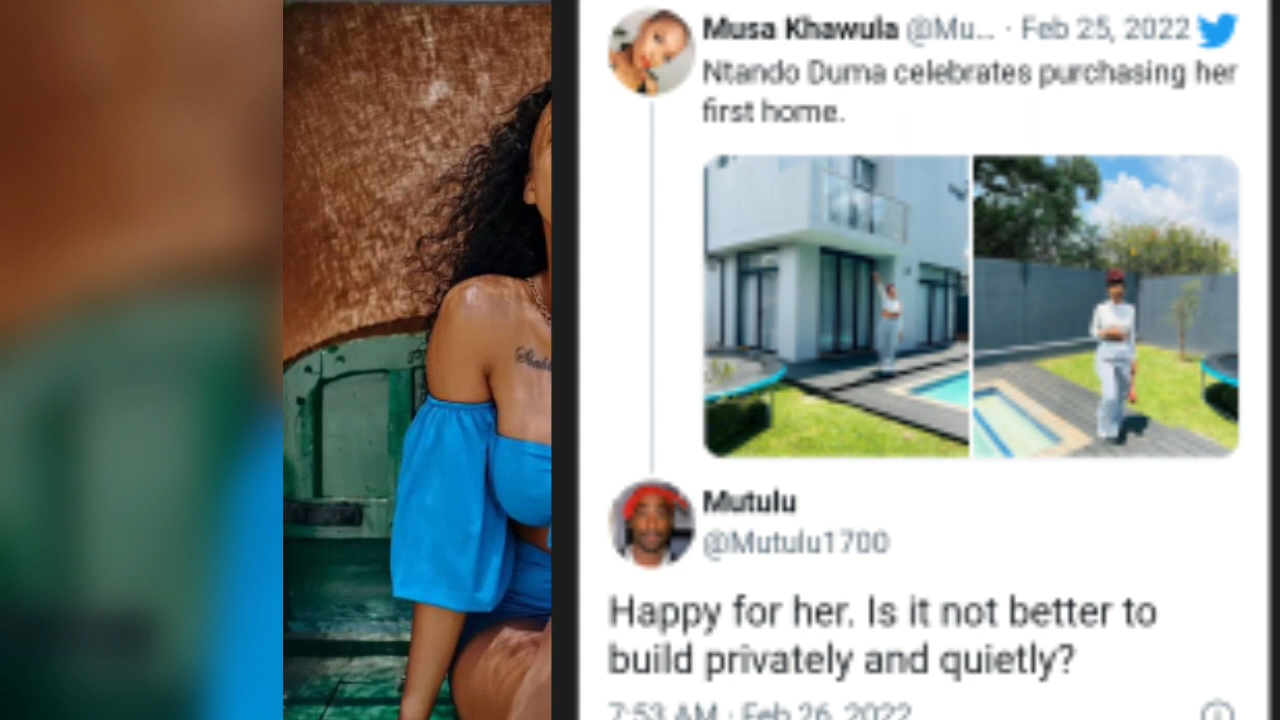 Musa Khawula @Mu... · Feb 25, 2022
Ntando Duma celebrates purchasing her
first home.
Mutulu
@Mutulu1700
Happy for her. Is it not better to
build privately and quietly?
7:53 AM · Feb 26, 2022